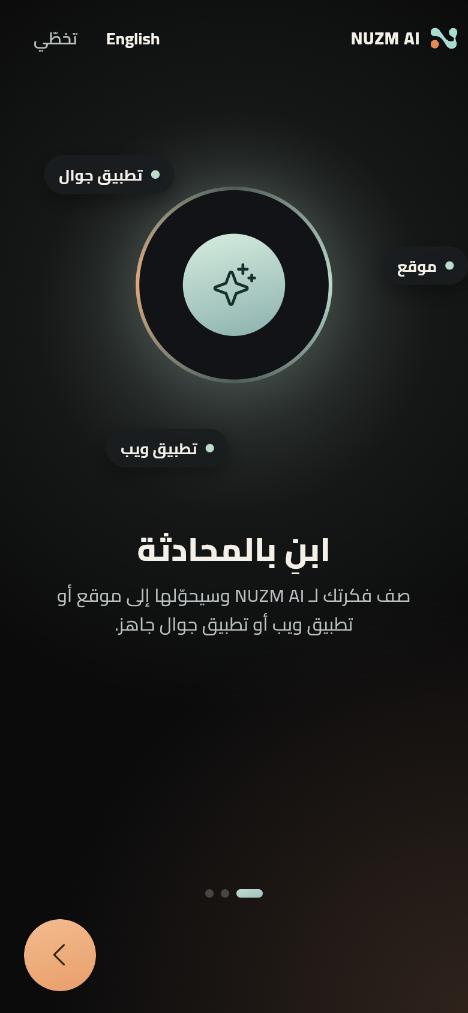 NUZM AI
English
تخطّي
تطبيق جوال
موقع
تطبيق ويب
ابنِ بالمحادثة
صف فكرتك لـ NUZM AI وسيحوّلها إلى موقع أو
تطبيق ويب أو تطبيق جوال جاهز.